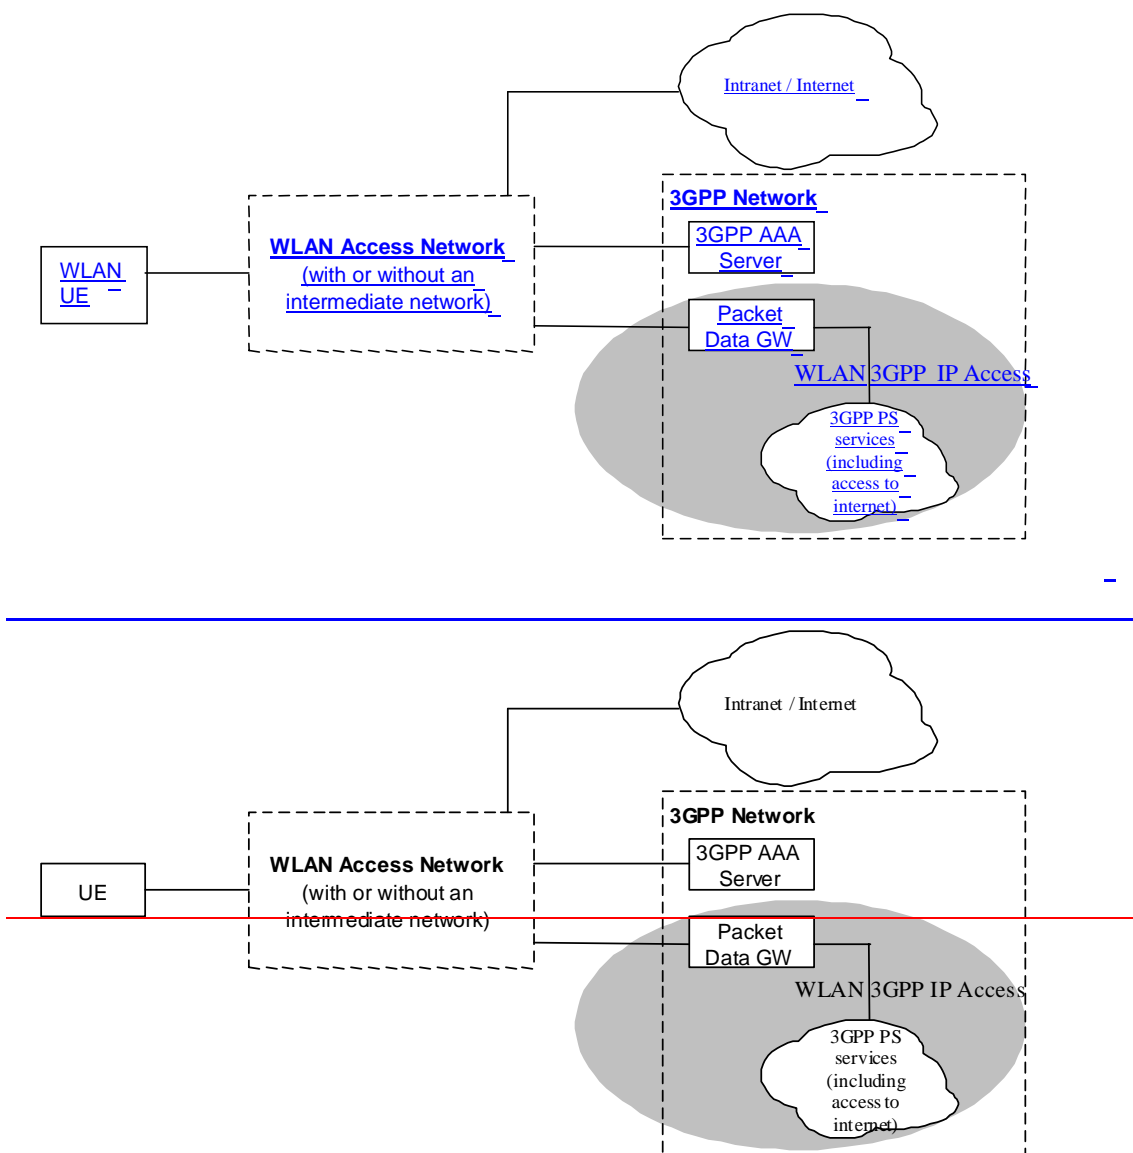 Intranet / Internet
3GPP Network
3GPP AAA
Server
WLAN Access Network
(with or without an
intermediate network)
WLAN
UE
Packet
Data GW
WLAN 3GPP IP Access
3GPP PS
services
(including
access to
internet)
Intranet / Internet
3GPP Network
3GPP AAA
Server
WLAN Access Network
(with or without an
intermediate network)
UE
Packet
Data GW
WLAN 3GPP IP Access
3GPP PS
services
(including
access to
internet)